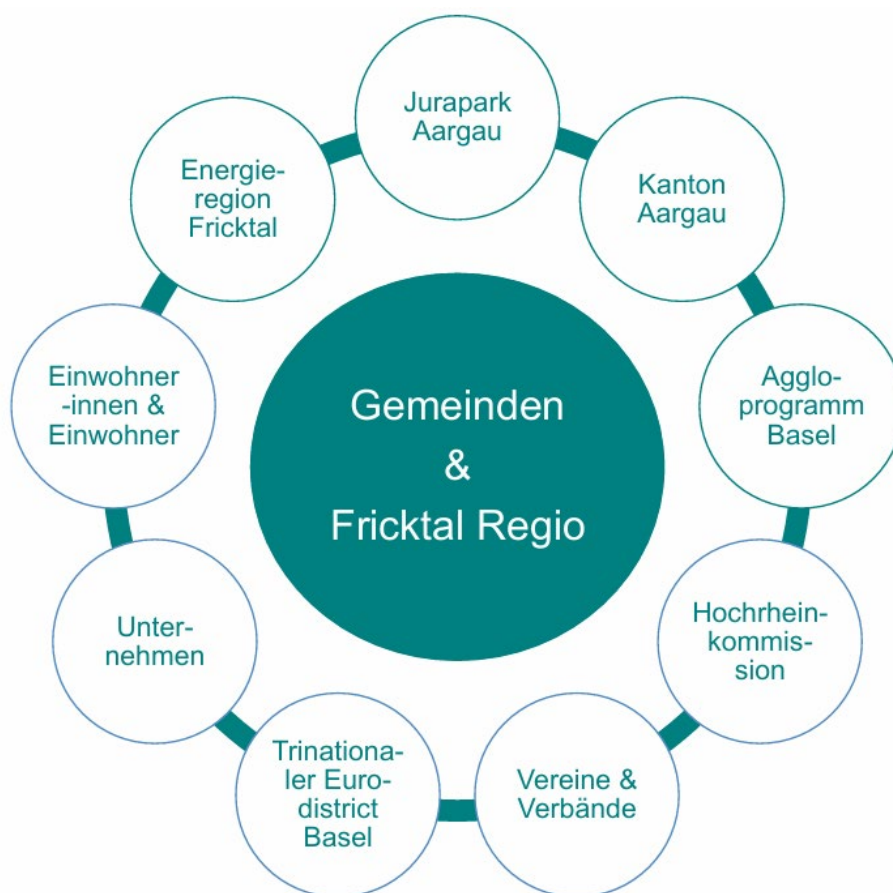 Jurapark
Aargau
Kanton
Aargau
Agglo-
programm
Basel
Hochrhein-
kommis-
sion
Vereine &
Verbände
Trinationa-
ler Euro-
district
Basel
Unter-
nehmen
Einwohner
-innen &
Einwohner
Energie-
region
Fricktal
Gemeinden
&
Fricktal Regio